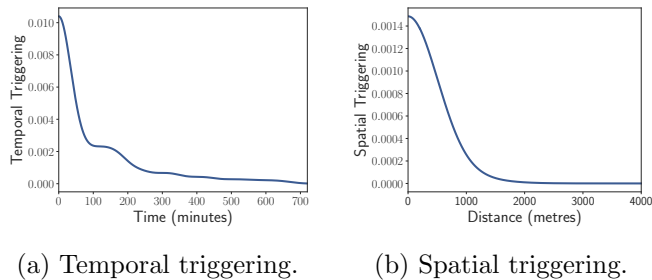 Temporal Triggering
0.010
0.008
0.006
0.004
0.002
0.000
0 100 200 300 400 500 600 700
Time (minutes)
(a) Temporal triggering.
Spatial Triggering
0.0014
0.0012
0.0010
0.0008
0.0006
0.0004
0.0002
0.0000
0 1000 2000 3000 4000
Distance (metres)
(b) Spatial triggering.